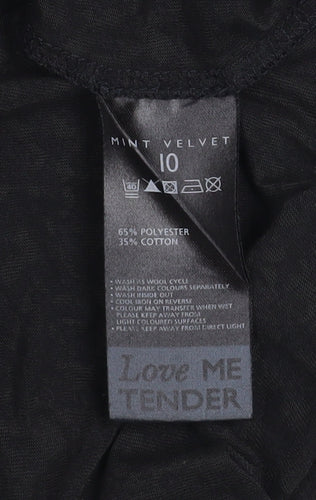 MINT VELVET
10
40
65% POLYESTER
35% COTTON
• WASH AS WOOL CYCLE
• WASH DARK COLOURS SEPARATELY
• WASH INSIDE OUT
• COOL IRON ON REVERSE
• COLOUR MAY TRANSFER WHEN WET
PLEASE KEEP AWAY FROM
LIGHT COLOURED SURFACES
• PLEASE KEEP AWAY FROM DIRECT LIGHT
Love ME
TENDER